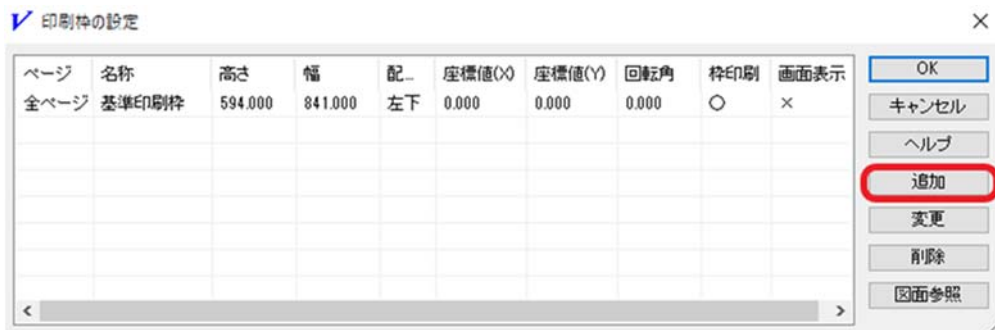 印刷枠の設定
ページ 名称 高さ 幅 配... 座標値(X) 座標値(Y) 回転角 枠印刷 画面表示
全ページ 基準印刷枠 594.000 841.000 左下 0.000 0.000 0.000 ○ ×
OK
キャンセル
ヘルプ
追加
変更
削除
図面参照